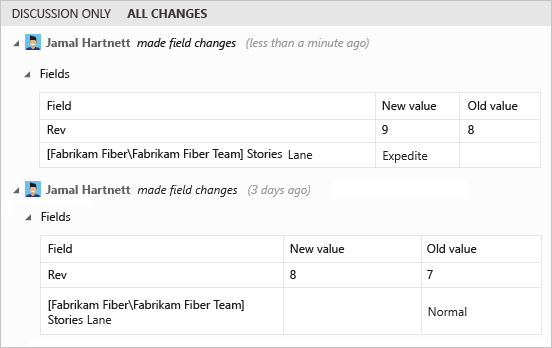 DISCUSSION ONLY ALL CHANGES
Jamal Hartnett made field changes (less than a minute ago)
Fields
Field New value Old value
Rev 9 8
[Fabrikam Fiber\Fabrikam Fiber Team] Stories Lane Expedite
Jamal Hartnett made field changes (3 days ago)
Fields
Field New value Old value
Rev 8 7
[Fabrikam Fiber\Fabrikam Fiber Team]
Stories Lane Normal